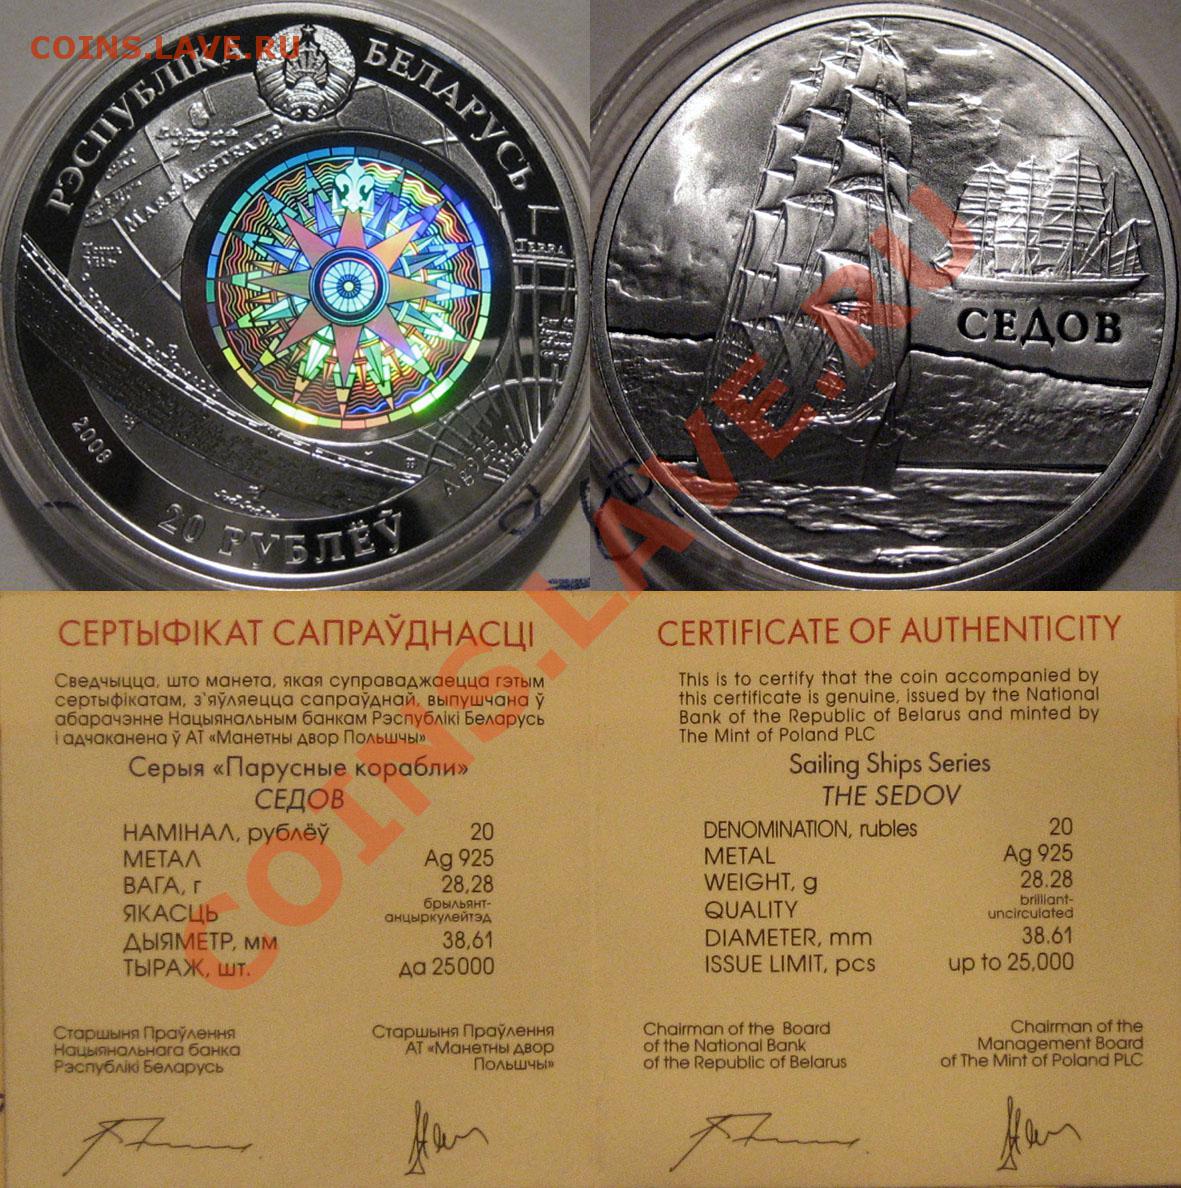 COINS.LAVE.RU
РЭСПУБЛІКА БЕЛАРУСЬ
MARE AUSTRALE
TERRA
Ag 925
2008
20 РУБЛЁЎ
СЕДОВ
COINS.LAVE.RU
СЕРТЫФІКАТ САПРАЎДНАСЦІ
Сведчыцца, што манета, якая суправаджаецца гэтым
сертыфікатам, з'яўляецца сапраўднай, выпушчана ў
абарачэнне Нацыянальным банкам Рэспублікі Беларусь
і адчаканена ў АТ «Манетны двор Польшчы»
Серыя «Парусные корабли»
СЕДОВ
НАМІНАЛ, рублёў 20
МЕТАЛ Ag 925
ВАГА, г 28,28
ЯКАСЦЬ брыльянт-
анцыркулейтэд
ДЫЯМЕТР, мм 38,61
ТЫРАЖ, шт. да 25000
Старшыня Праўлення
Нацыянальнага банка
Рэспублікі Беларусь
Старшыня Праўлення
АТ «Манетны двор
Польшчы»
CERTIFICATE OF AUTHENTICITY
This is to certify that the coin accompanied by
this certificate is genuine, issued by the National
Bank of the Republic of Belarus and minted by
The Mint of Poland PLC
Sailing Ships Series
THE SEDOV
DENOMINATION, rubles 20
METAL Ag 925
WEIGHT, g 28.28
QUALITY brilliant-
uncirculated
DIAMETER, mm 38.61
ISSUE LIMIT, pcs up to 25,000
Chairman of the Board
of the National Bank
of the Republic of Belarus
Chairman of the
Management Board
of The Mint of Poland PLC